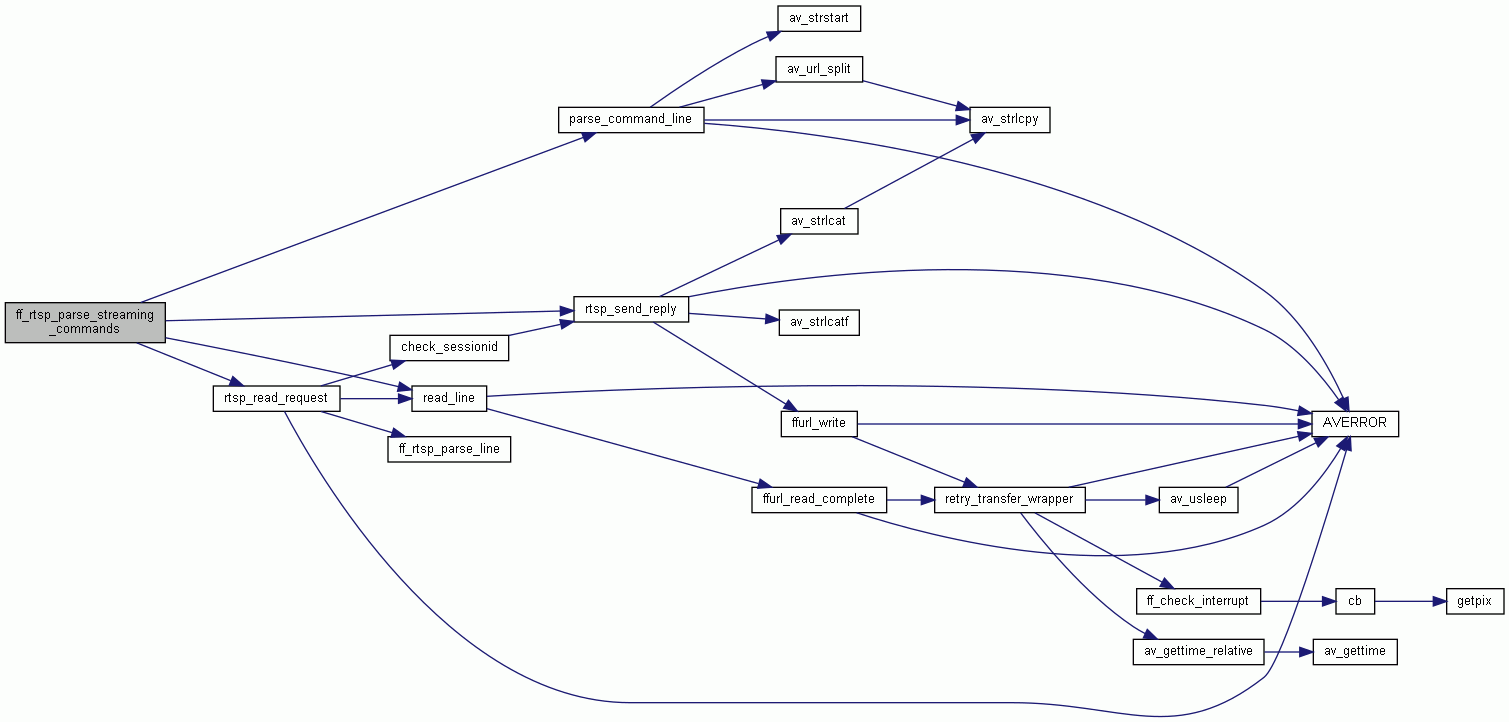 av_strstart
av_url_split
parse_command_line
av_strlcpy
av_strlcat
ff_rtsp_parse_streaming
_commands
rtsp_send_reply
av_strlcatf
check_sessionid
rtsp_read_request
read_line
ffurl_write
AVERROR
ff_rtsp_parse_line
ffurl_read_complete
retry_transfer_wrapper
av_usleep
ff_check_interrupt
cb
getpix
av_gettime_relative
av_gettime